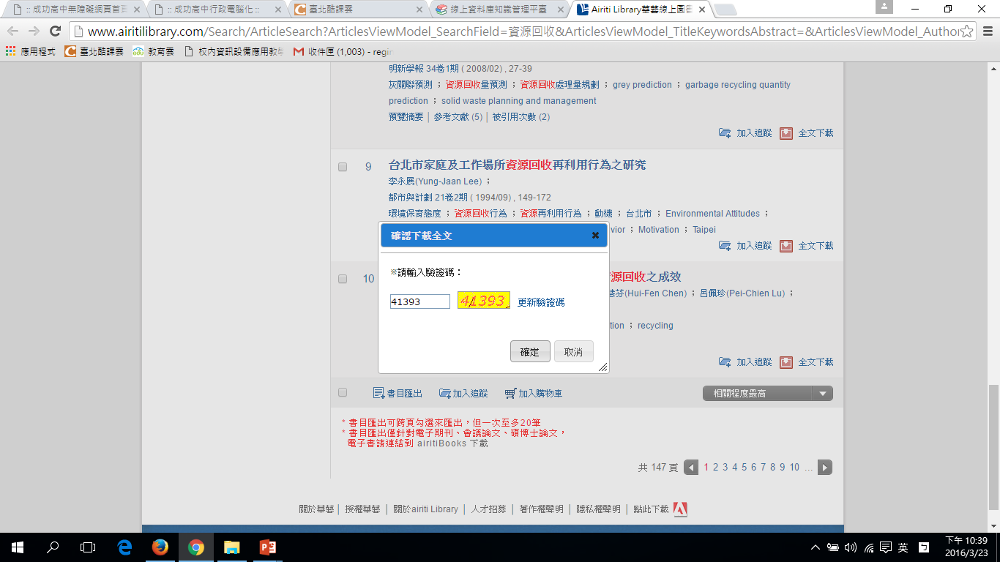 :: 成功高中無障礙網頁首頁
:: 成功高中行政電腦化 ::
臺北酷課雲
線上資料庫知識管理平臺
Airiti Library華藝線上圖書
www.airitilibrary.com/Search/ArticleSearch?ArticlesViewModel_SearchField=資源回收&ArticlesViewModel_TitleKeywordsAbstract=&ArticlesViewModel_Author
應用程式
臺北酷課雲
教育雲
校內資訊設備應用教學
收件匣 (1,003) - regin
明新學報 34卷1期 ( 2008/02) , 27-39
灰關聯預測 ； 資源回收量預測 ； 資源回收處理量規劃 ； grey prediction ； garbage recycling quantity
prediction ； solid waste planning and management
預覽摘要 | 參考文獻 (5) | 被引用次數 (2)
加入追蹤 全文下載
9 台北市家庭及工作場所資源回收再利用行為之研究
李永展(Yung-Jaan Lee) ；
都市與計劃 21卷2期 ( 1994/09) , 149-172
環境保育態度 ； 資源回收行為 ； 資源再利用行為 ； 動機 ； 台北市 ； Environmental Attitudes ；
vior ； Motivation ； Taipei
加入追蹤 全文下載
確認下載全文
※請輸入驗證碼：
41393 41393 更新驗證碼
確定 取消
10 源回收之成效
芬(Hui-Fen Chen) ； 呂佩珍(Pei-Chien Lu) ；
tion ； recycling
加入追蹤 全文下載
書目匯出 加入追蹤 加入購物車 相關程度最高
* 書目匯出可跨頁勾選來匯出，但一次至多20筆
* 書目匯出僅針對電子期刊、會議論文、碩博士論文，
電子書請連結到 airitiBooks 下載
共 147 頁 1 2 3 4 5 6 7 8 9 10 ...
關於華藝 | 授權華藝 | 關於airiti Library | 人才招募 | 著作權聲明 | 隱私權聲明 | 點此下載
英
下午 10:39
2016/3/23